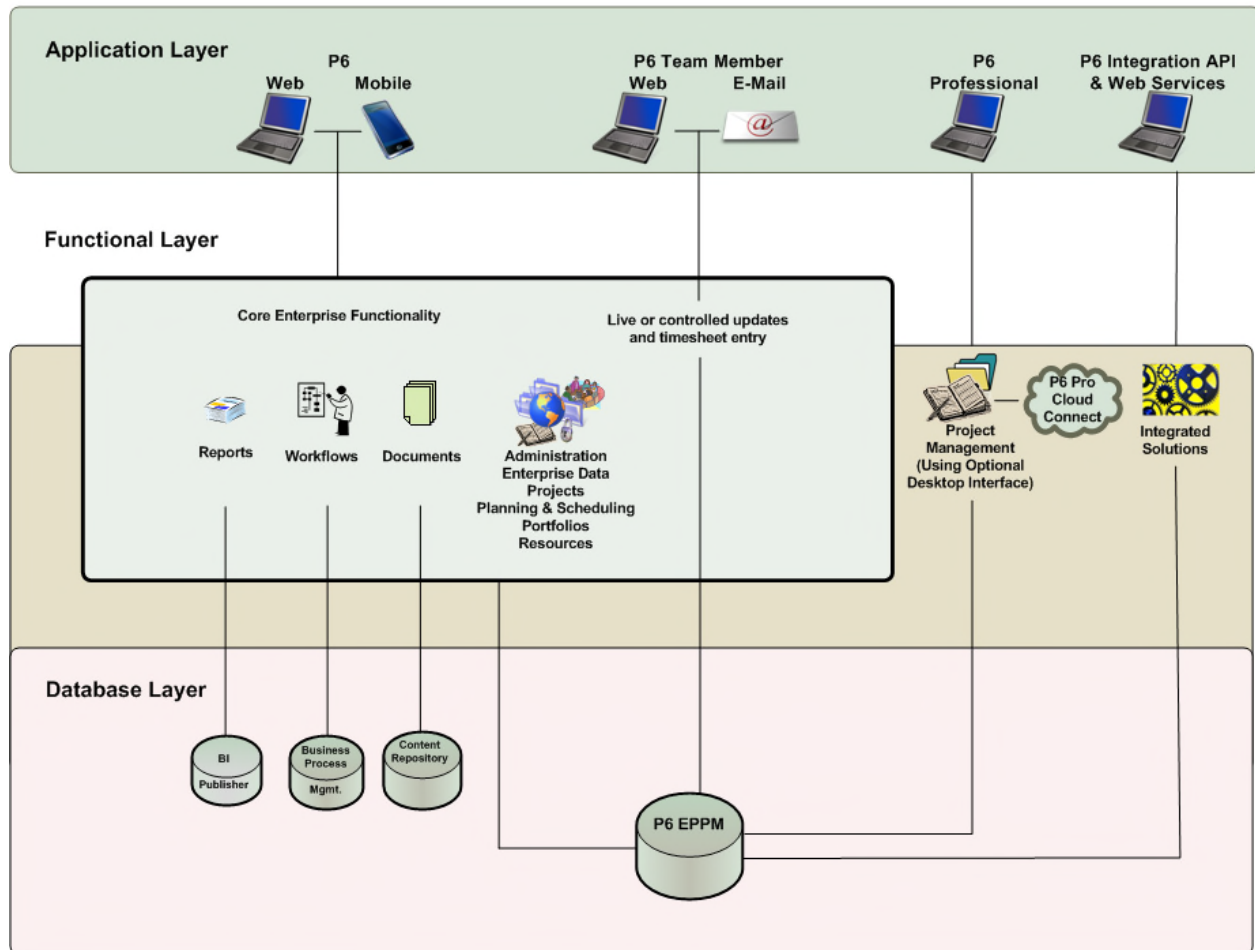 Application Layer
P6
Web
Mobile
P6 Team Member
Web
E-Mail
P6
Professional
P6 Integration API
& Web Services
@
Functional Layer
Core Enterprise Functionality
Live or controlled updates
and timesheet entry
Reports
Workflows
Documents
Administration
Enterprise Data
Projects
Planning & Scheduling
Portfolios
Resources
Project
Management
(Using Optional
Desktop Interface)
P6 Pro
Cloud
Connect
Integrated
Solutions
Database Layer
BI
Publisher
Business
Process
Mgmt.
Content
Repository
P6 EPPM